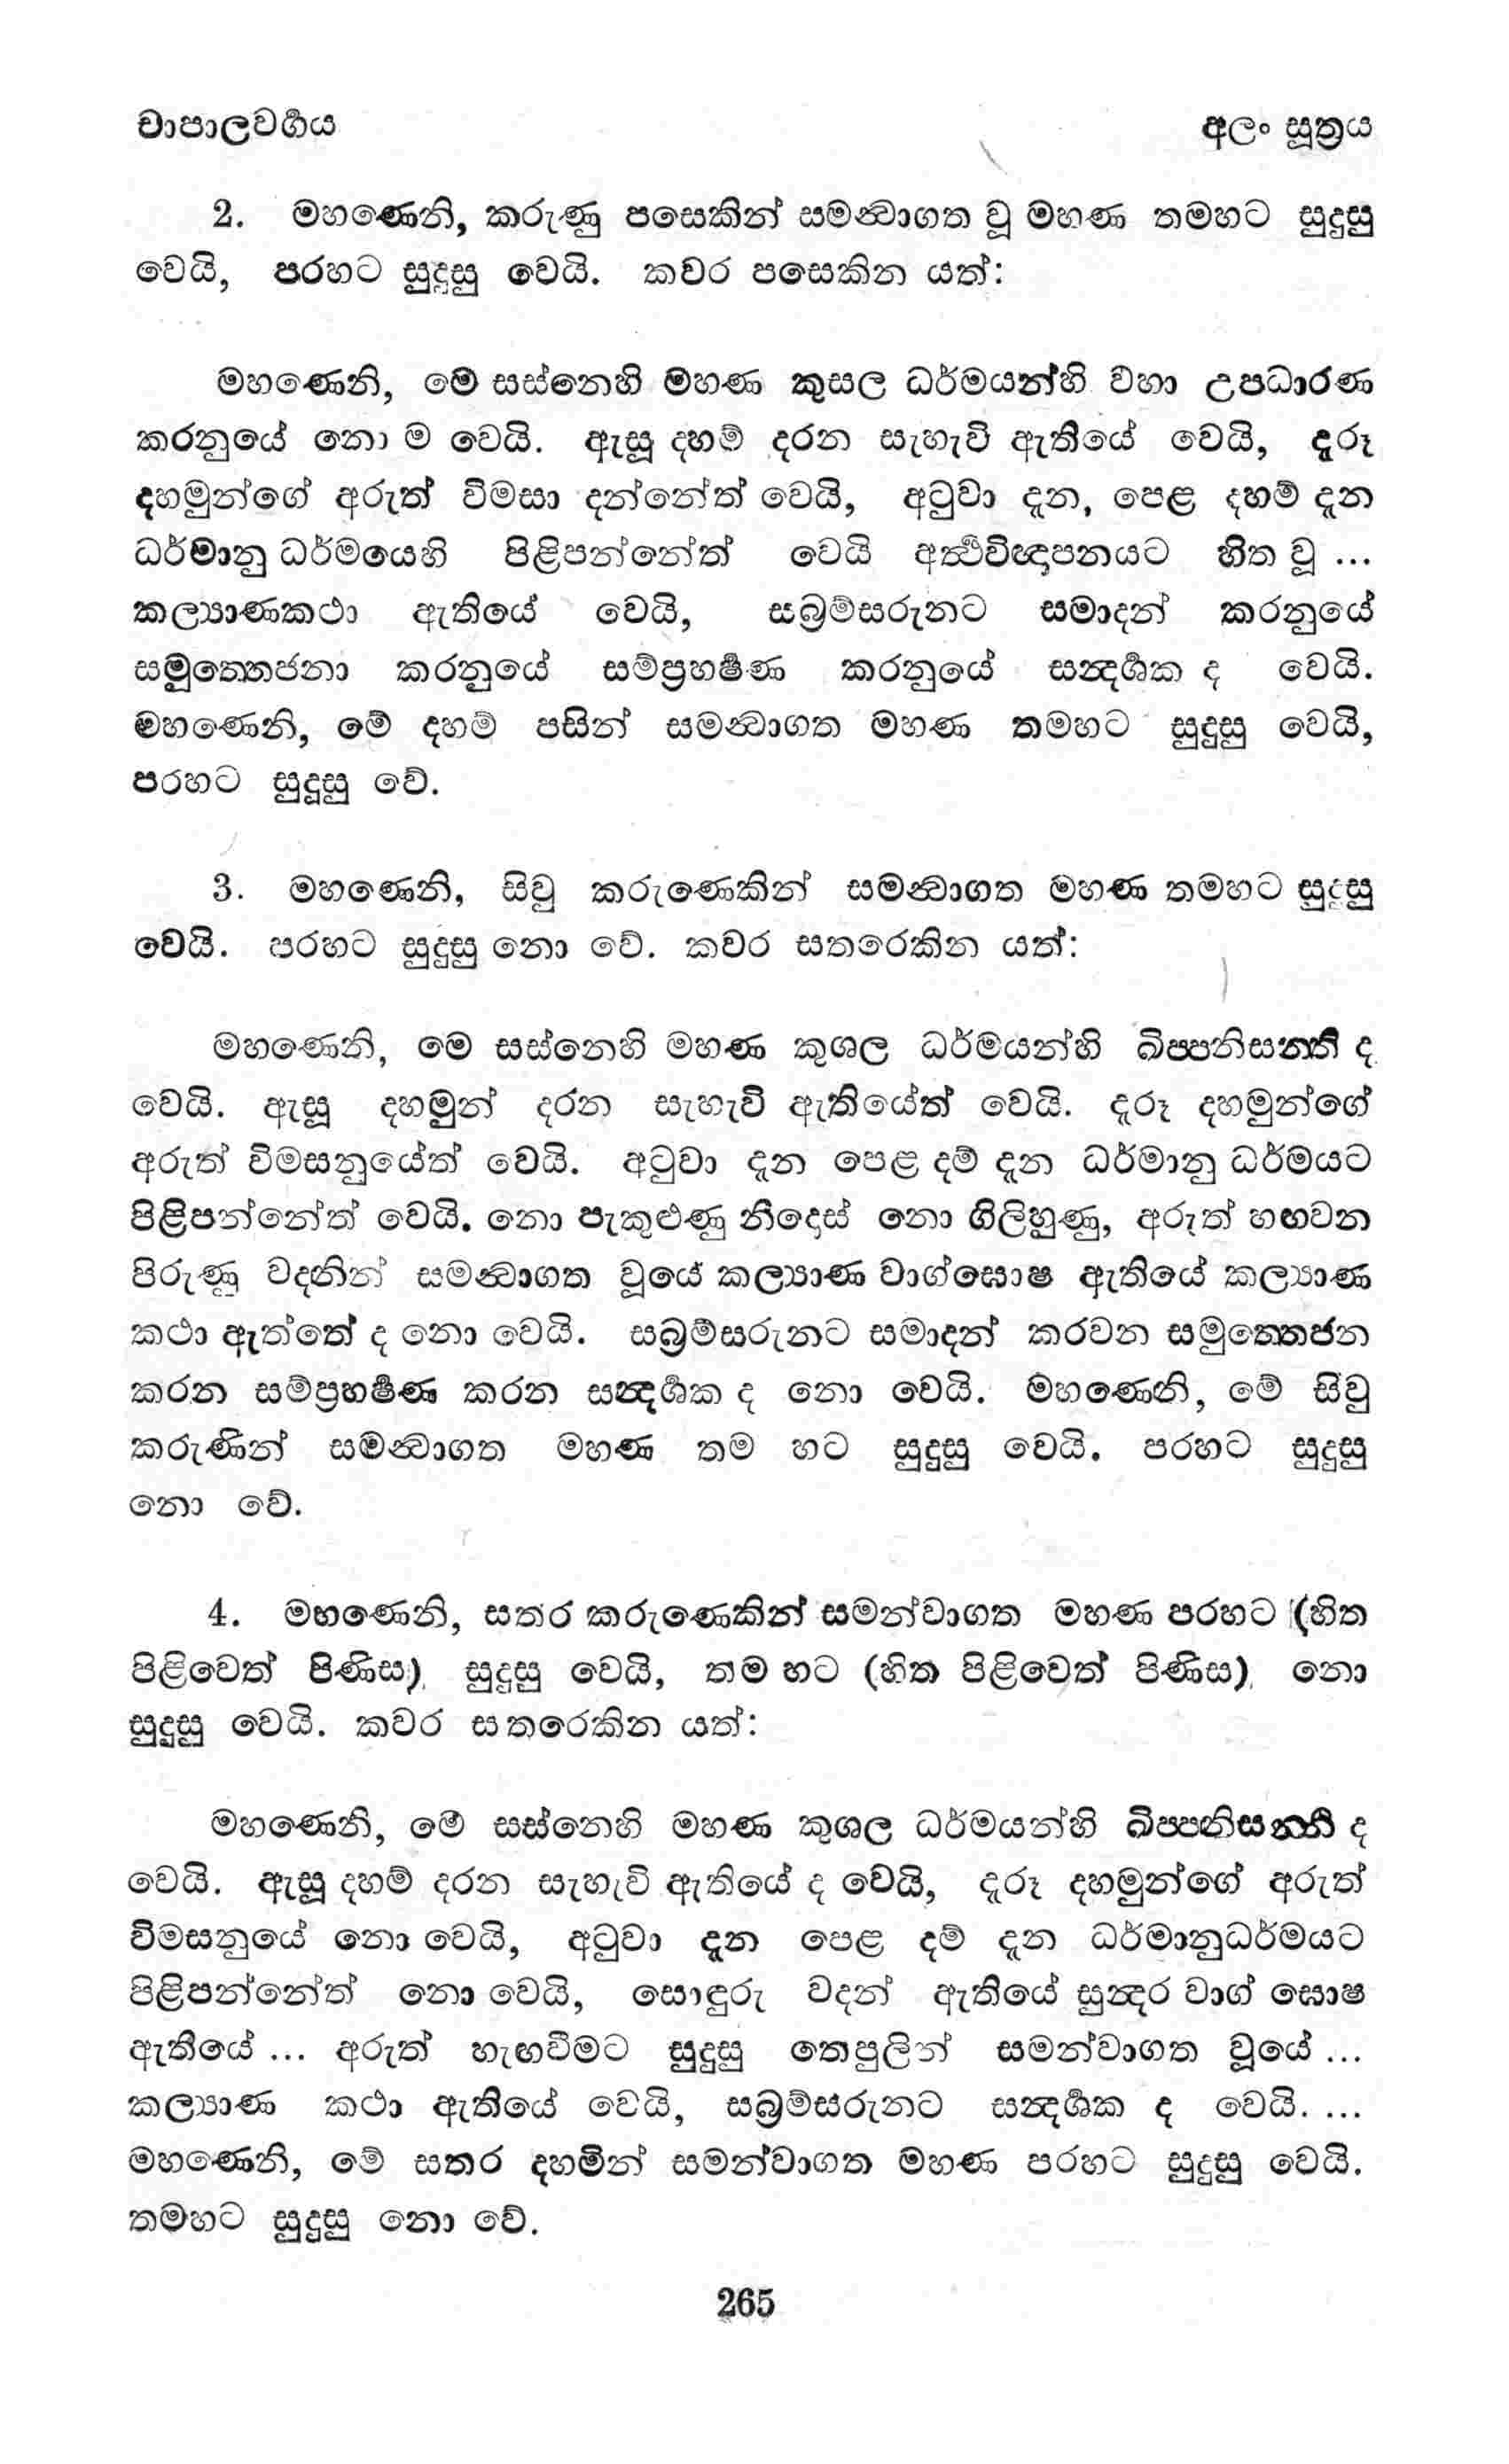 චාපාලවර්‍ගය අලං සූත්‍රය
2. මහණෙනි, කරුණු පසෙකින් සමන්‍වාගත වූ මහණ තමහට සුදුසු
වෙයි, පරහට සුදුසු වෙයි. කවර පසෙකින යත්:
මහණෙනි, මෙ සස්නෙහි මහණ කුසල ධර්මයන්හි වහා උපධාරණ
කරනුයේ නො ම වෙයි. ඇසූ දහම් දරන සැහැවි ඇතියේ වෙයි, දැරූ
දහමුන්ගේ අරුත් විමසා දන්නේත් වෙයි, අටුවා දැන, පෙළ දහම් දැන
ධර්මානු ධර්මයෙහි පිළිපන්නේත් වෙයි අර්‍ත්‍ථවිඥාපනයට හිත වූ ...
කල්‍යාණකථා ඇතියේ වෙයි, සබ්‍රම්සරුනට සමාදන් කරනුයේ
සමුත්තෙජනා කරනුයේ සම්ප්‍රහර්‍ෂණ කරනුයේ සන්‍දර්‍ශක ද වෙයි.
මහණෙනි, මේ දහම් පසින් සමන්‍වාගත මහණ තමහට සුදුසු වෙයි,
පරහට සුදුසු වේ.
3. මහණෙනි, සිවු කරුණෙකින් සමන්‍වාගත මහණ තමහට සුදුසු
වෙයි. පරහට සුදුසු නො වේ. කවර සතරෙකින යත්:
මහණෙනි, මෙ සස්නෙහි මහණ කුශල ධර්මයන්හි ඛිප්පනිසන්ති ද
වෙයි. ඇසූ දහමුන් දරන සැහැවි ඇතියේත් වෙයි. දැරූ දහමුන්ගේ
අරුත් විමසනුයේත් වෙයි. අටුවා දැන පෙළ දම් දැන ධර්මානු ධර්මයට
පිළිපන්නේත් වෙයි. නො පැකුළුණු නිදොස් නො ගිලිහුණු, අරුත් හඟවන
පිරුණු වදනින් සමන්‍වාගත වූයේ කල්‍යාණ වාග්ඝොෂ ඇතියේ කල්‍යාණ
කථා ඇත්තේ ද නො වෙයි. සබ්‍රම්සරුනට සමාදන් කරවන සමුත්තෙජන
කරන සම්ප්‍රහර්‍ෂණ කරන සන්‍දර්‍ශක ද නො වෙයි. මහණෙනි, මේ සිවු
කරුණින් සමන්‍වාගත මහණ තම හට සුදුසු වෙයි. පරහට සුදුසු
නො වේ.
4. මහණෙනි, සතර කරුණෙකින් සමන්වාගත මහණ පරහට (හිත
පිළිවෙත් පිණිස) සුදුසු වෙයි, තම හට (හිත පිළිවෙත් පිණිස) නො
සුදුසු වෙයි. කවර සතරෙකින යත්:
මහණෙනි, මේ සස්නෙහි මහණ කුශල ධර්මයන්හි ඛිප්පනිසන්ති ද
වෙයි. ඇසූ දහම් දරන සැහැවි ඇතියේ ද වෙයි, දැරූ දහමුන්ගේ අරුත්
විමසනුයේ නො වෙයි, අටුවා දැන පෙළ දම් දැන ධර්මානුධර්මයට
පිළිපන්නේත් නො වෙයි, සොඳුරු වදන් ඇතියේ සුන්‍දර වාග් ඝොෂ
ඇතියේ ... අරුත් හැඟවීමට සුදුසු තෙපුලින් සමන්වාගත වූයේ ...
කල්‍යාණ කථා ඇතියේ වෙයි, සබ්‍රම්සරුනට සන්‍දර්‍ශක ද වෙයි. ...
මහණෙනි, මේ සතර දහමින් සමන්වාගත මහණ පරහට සුදුසු වෙයි.
තමහට සුදුසු නො වේ.
265